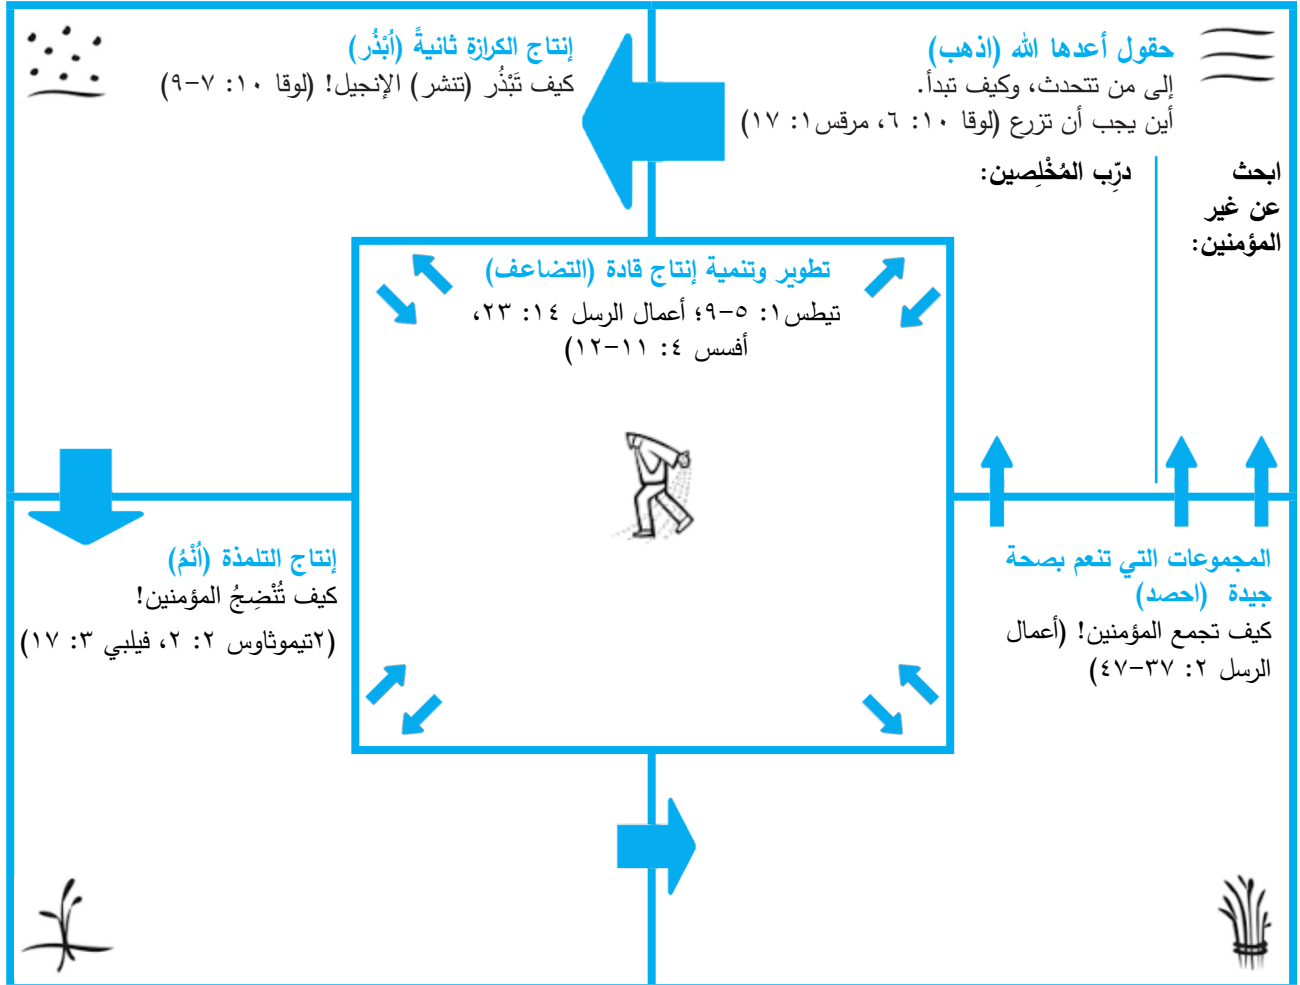 حقول أعدها الله (اذهب)
إلى من تتحدث، وكيف تبدأ.
أين يجب أن تزرع (لوقا ١٠: ٦، مرقس١: ١٧)
ابحث
عن غير
المؤمنين:
درِّب المُخْلِصين:
إنتاج الكرازة ثانيةً (اُبْذُر)
كيف تَبْذُر (تنشر) الإنجيل! (لوقا ١٠: ٧-٩)
تطوير وتنمية إنتاج قادة (التضاعف)
تيطس١: ٥-٩؛ أعمال الرسل ١٤: ٢٣،
أفسس ٤: ١١-١٢)
إنتاج التلمذة (اُنْمُ)
كيف تُنْضِجُ المؤمنين!
(٢تيموثاوس ٢: ٢، فيلبي ٣: ١٧)
المجموعات التي تنعم بصحة
جيدة (احصد)
كيف تجمع المؤمنين! (أعمال
الرسل ٢: ٣٧-٤٧)